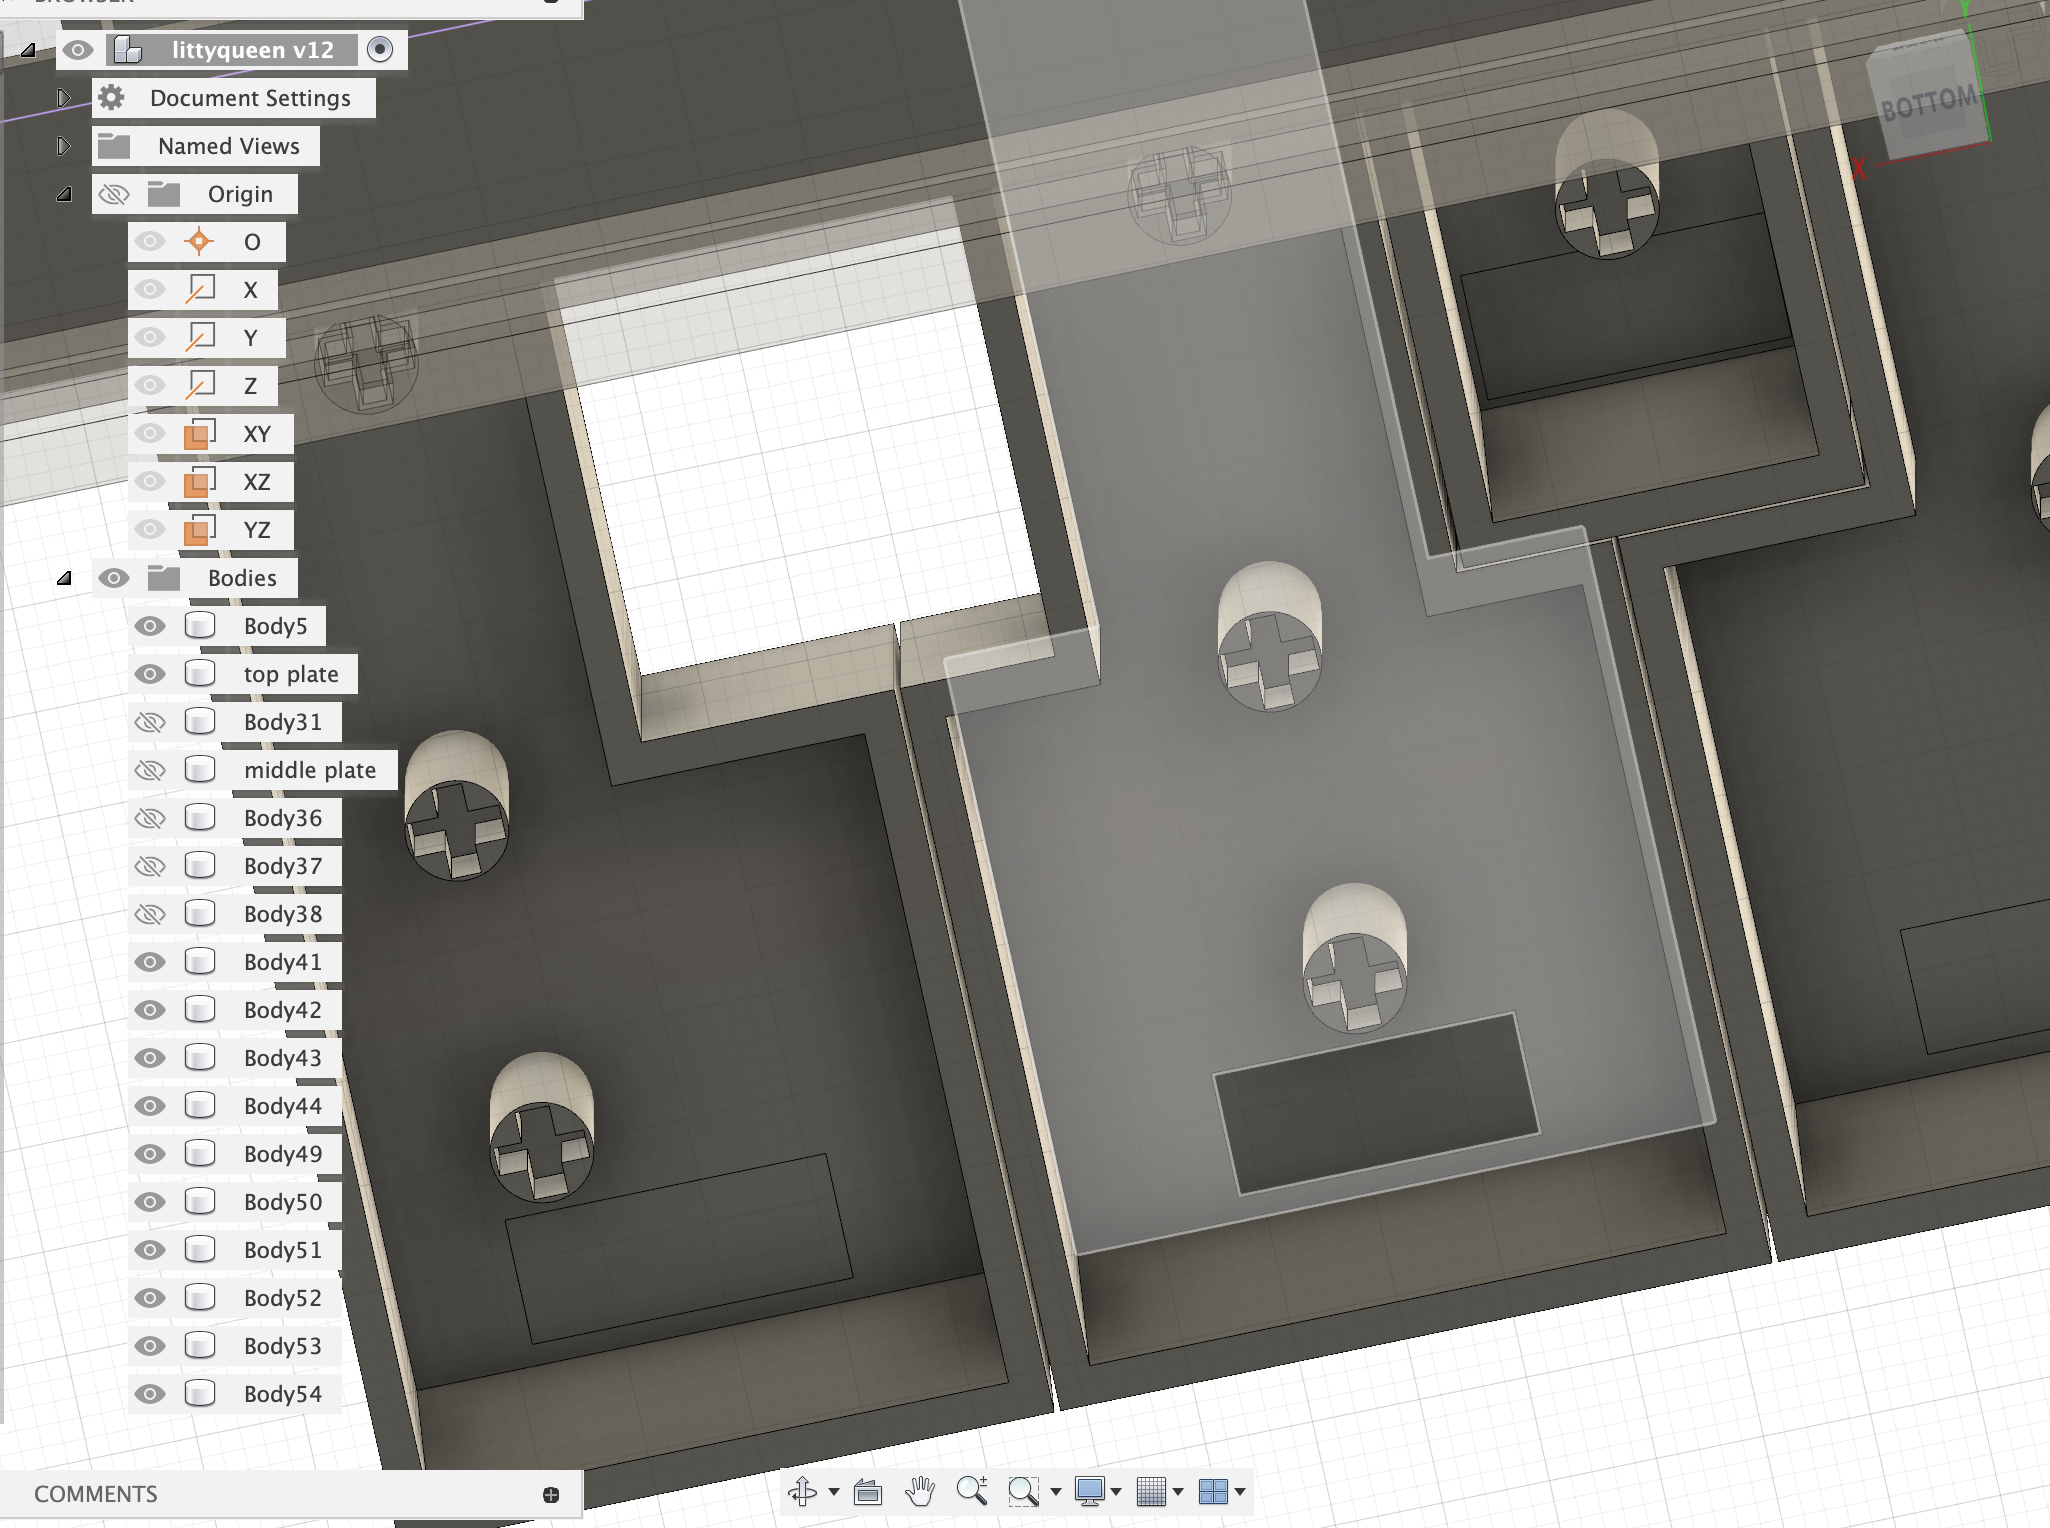 BROWSER
littyqueen v12
Document Settings
Named Views
Origin
O
X
Y
Z
XY
XZ
YZ
Bodies
Body5
top plate
Body31
middle plate
Body36
Body37
Body38
Body41
Body42
Body43
Body44
Body49
Body50
Body51
Body52
Body53
Body54
COMMENTS
Y
BOTTOM
X